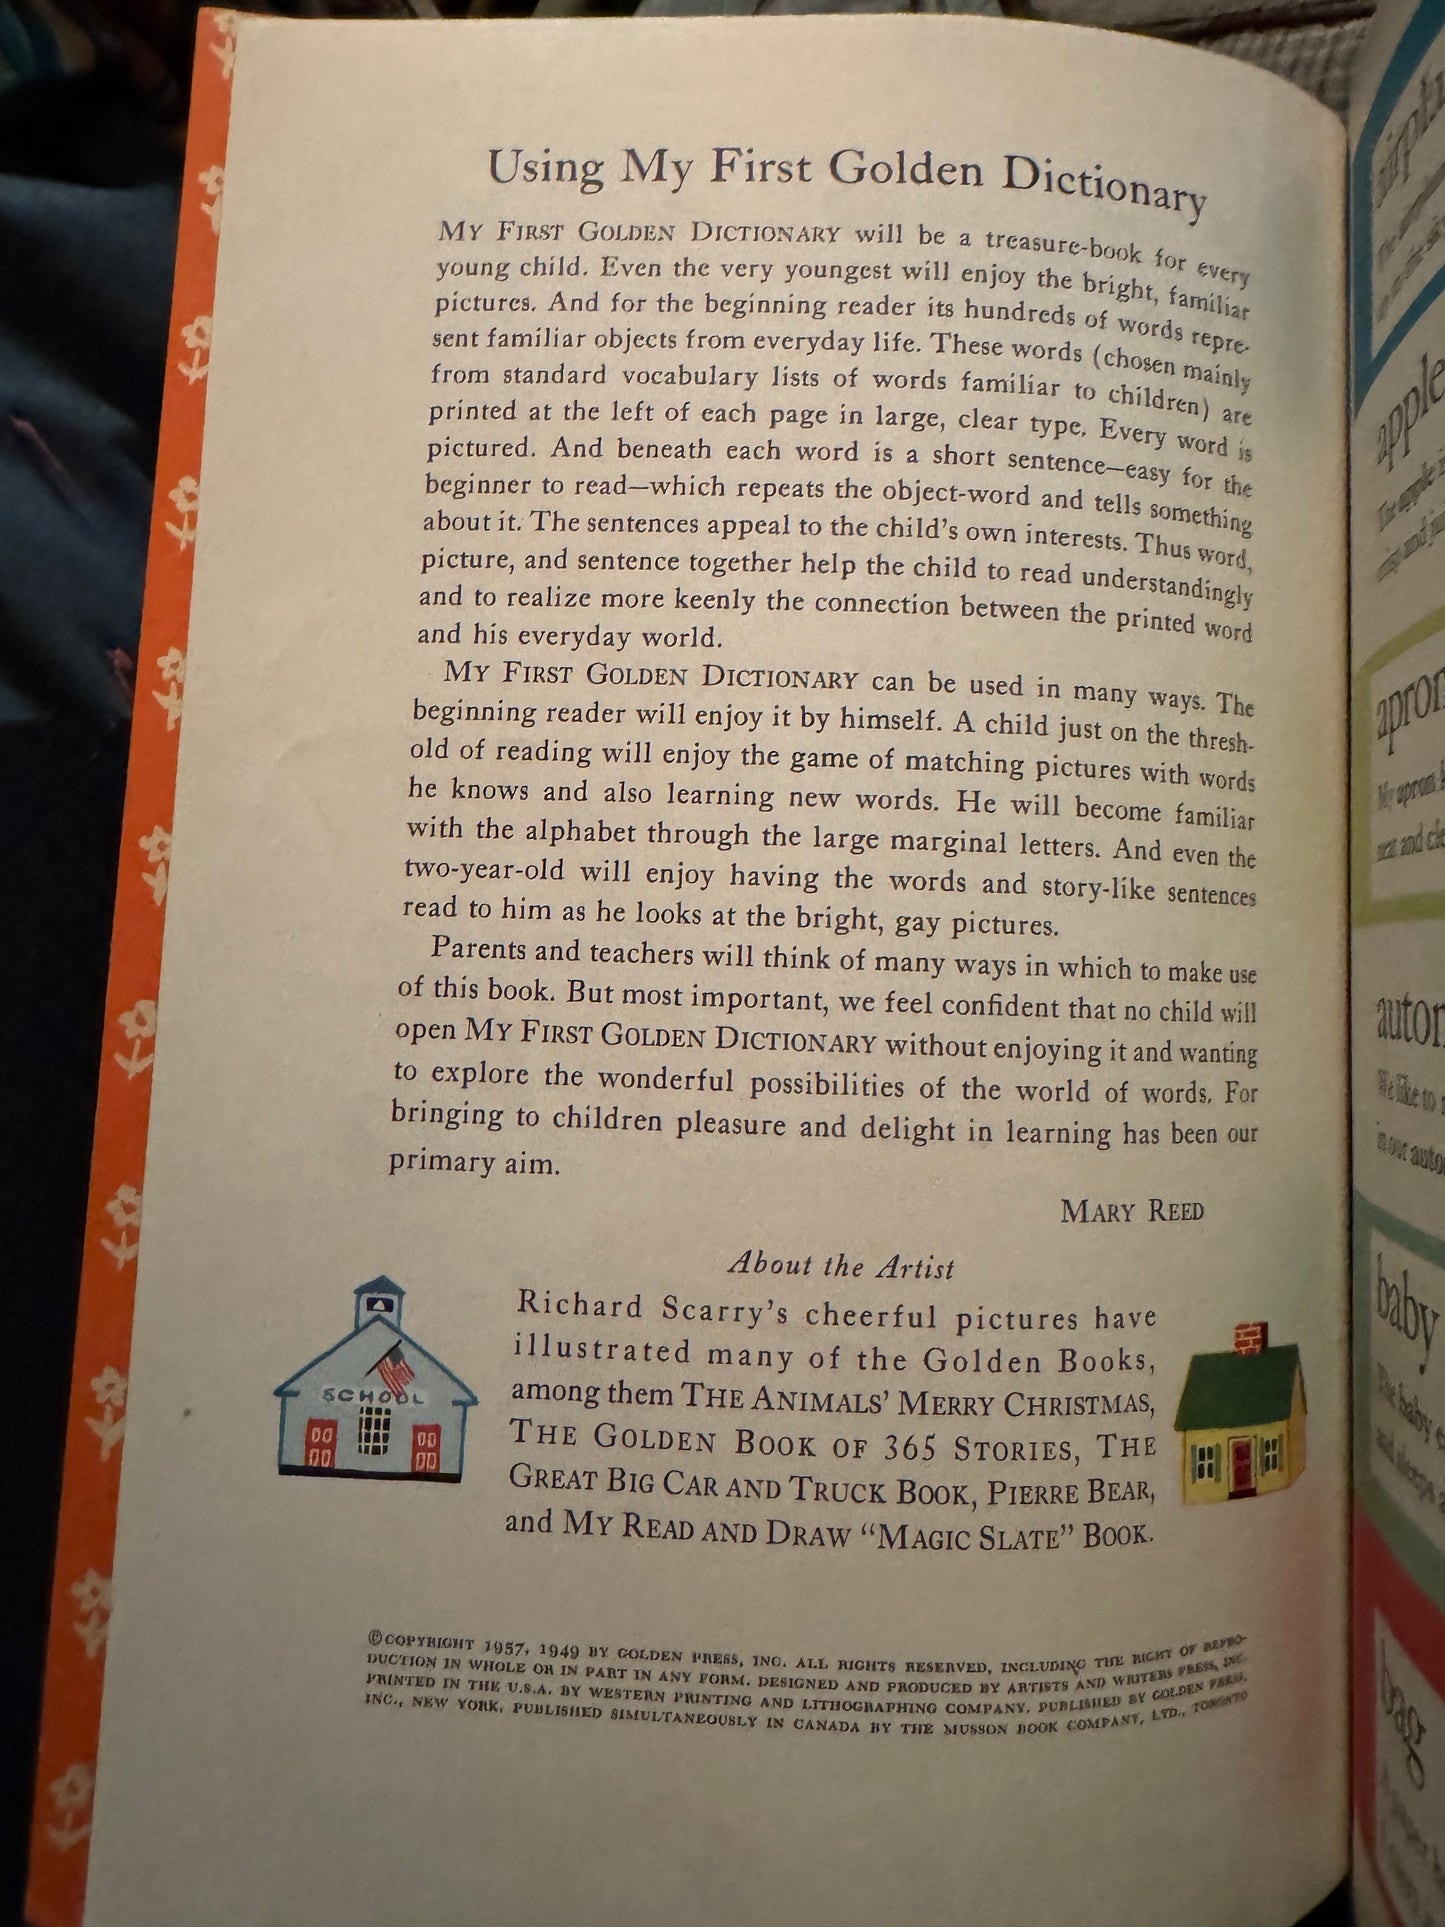 Using My First Golden Dictionary
MY FIRST GOLDEN DICTIONARY will be a treasure-book for every
young child. Even the very youngest will enjoy the bright, familiar
pictures. And for the beginning reader its hundreds of words repre-
sent familiar objects from everyday life. These words (chosen mainly
from standard vocabulary lists of words familiar to children) are
printed at the left of each page in large, clear type. Every word is
pictured. And beneath each word is a short sentence—easy for the
beginner to read—which repeats the object-word and tells something
about it. The sentences appeal to the child's own interests. Thus word,
picture, and sentence together help the child to read understandingly
and to realize more keenly the connection between the printed word
and his everyday world.
MY FIRST GOLDEN DICTIONARY can be used in many ways. The
beginning reader will enjoy it by himself. A child just on the thresh-
old of reading will enjoy the game of matching pictures with words
he knows and also learning new words. He will become familiar
with the alphabet through the large marginal letters. And even the
two-year-old will enjoy having the words and story-like sentences
read to him as he looks at the bright, gay pictures.
Parents and teachers will think of many ways in which to make use
of this book. But most important, we feel confident that no child will
open MY FIRST GOLDEN DICTIONARY without enjoying it and wanting
to explore the wonderful possibilities of the world of words. For
bringing to children pleasure and delight in learning has been our
primary aim.
MARY REED
About the Artist
Richard Scarry's cheerful pictures have
illustrated many of the Golden Books,
among them THE ANIMALS' MERRY CHRISTMAS,
THE GOLDEN BOOK OF 365 STORIES, THE
GREAT BIG CAR AND TRUCK BOOK, PIERRE BEAR,
and MY READ AND DRAW "MAGIC SLATE" BOOK.
SCHOOL
©COPYRIGHT 1957, 1949 BY GOLDEN PRESS, INC. ALL RIGHTS RESERVED, INCLUDING THE RIGHT OF REPRO-
DUCTION IN WHOLE OR IN PART IN ANY FORM. DESIGNED AND PRODUCED BY ARTISTS AND WRITERS PRESS, INC.
PRINTED IN THE U.S.A. BY WESTERN PRINTING AND LITHOGRAPHING COMPANY. PUBLISHED BY GOLDEN PRESS,
INC., NEW YORK. PUBLISHED SIMULTANEOUSLY IN CANADA BY THE MUSSON BOOK COMPANY, LTD., TORONTO
apple
apron
My apron
and cle
autom
We like to
in our auto
baby
baby
bag